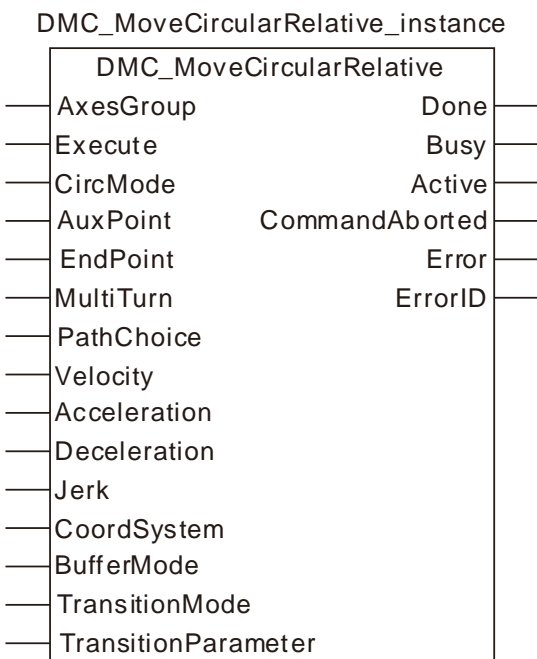 DMC_MoveCircularRelative_instance
DMC_MoveCircularRelative
AxesGroup Done
Execute Busy
CircMode Active
AuxPoint CommandAborted
EndPoint Error
MultiTurn ErrorID
PathChoice
Velocity
Acceleration
Deceleration
Jerk
CoordSystem
BufferMode
TransitionMode
TransitionParameter